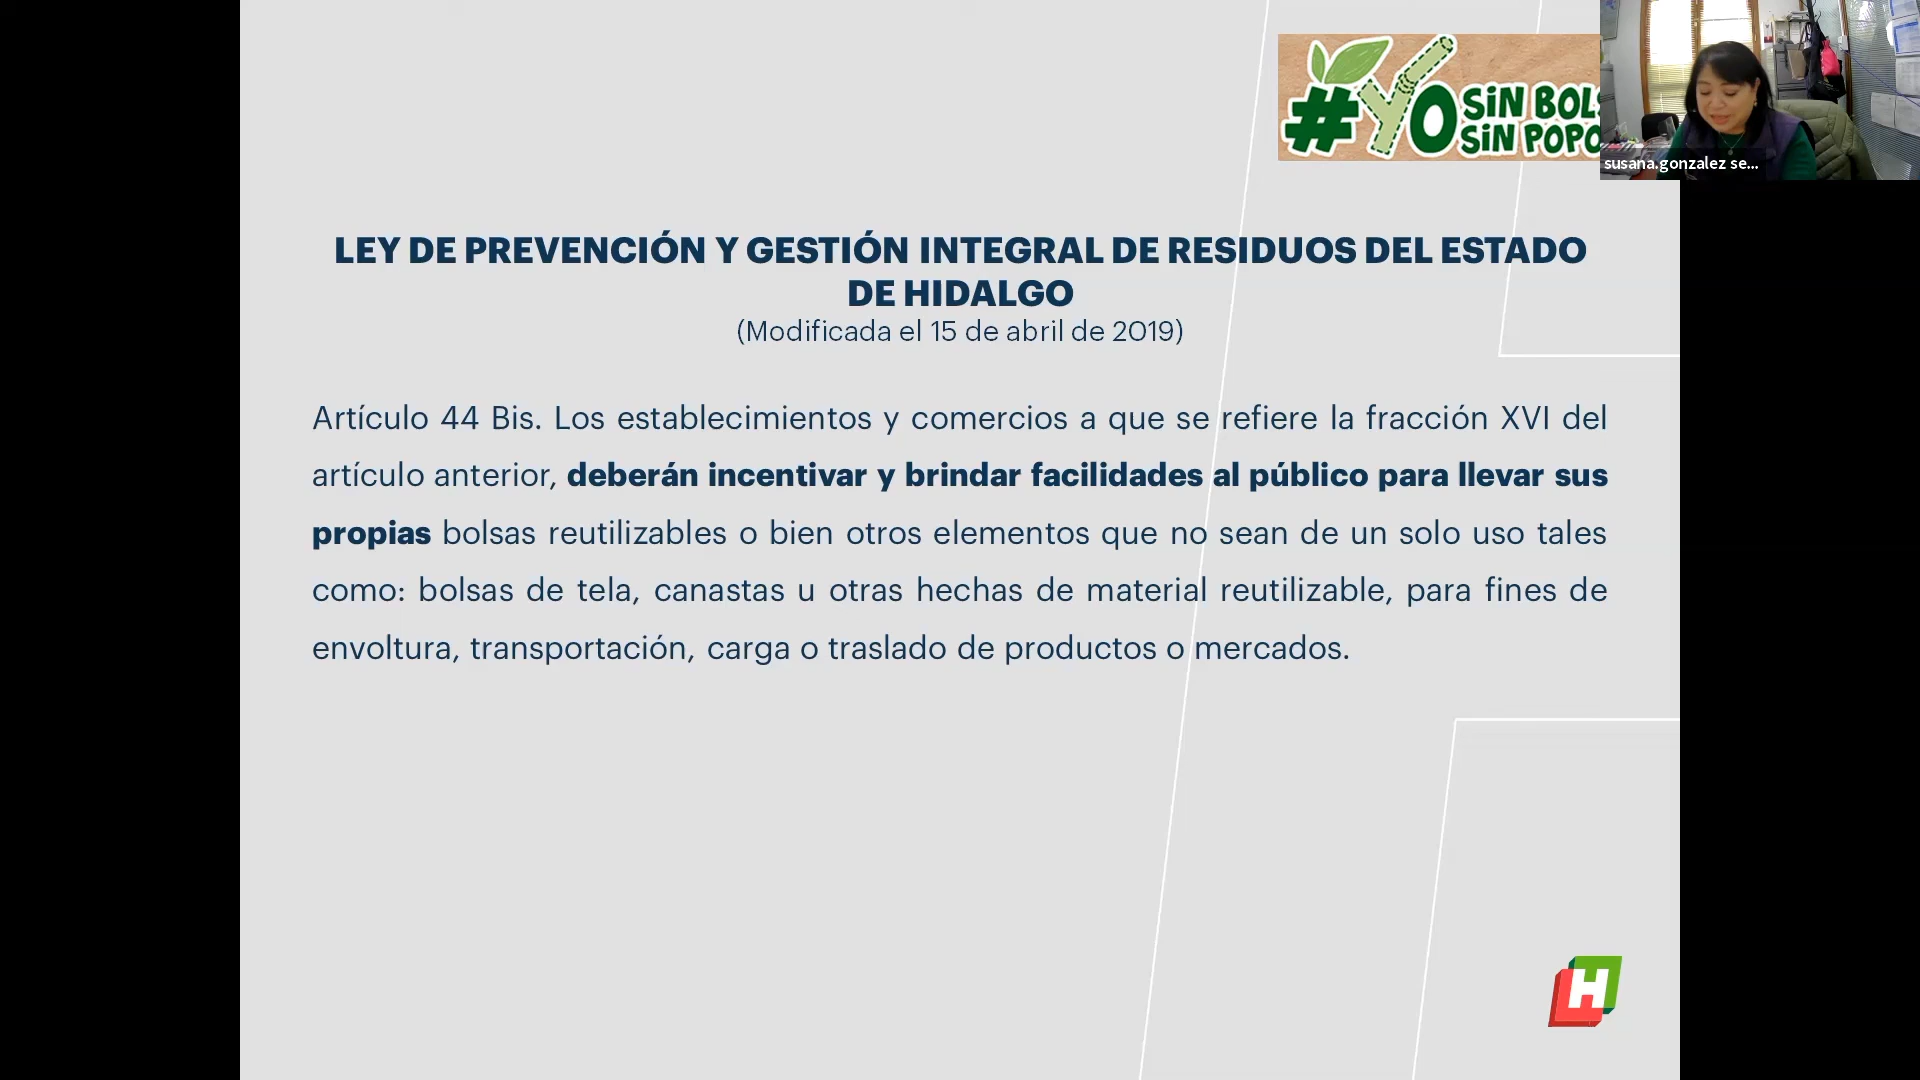 #YO SiN BOLS
SiN POPO
susana.gonzalez se...
LEY DE PREVENCIÓN Y GESTIÓN INTEGRAL DE RESIDUOS DEL ESTADO
DE HIDALGO
(Modificada el 15 de abril de 2019)
Artículo 44 Bis. Los establecimientos y comercios a que se refiere la fracción XVI del
artículo anterior, deberán incentivar y brindar facilidades al público para llevar sus
propias bolsas reutilizables o bien otros elementos que no sean de un solo uso tales
como: bolsas de tela, canastas u otras hechas de material reutilizable, para fines de
envoltura, transportación, carga o traslado de productos o mercados.
H